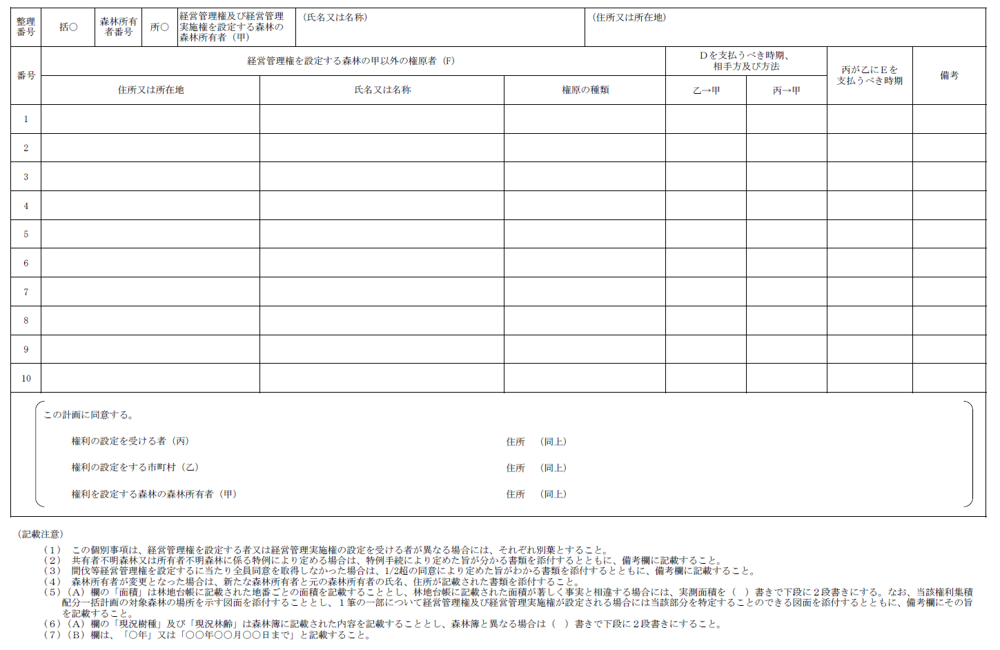 整理番号
括○
森林所有者番号
所○
経営管理権及び経営管理
実施権を設定する森林の
森林所有者（甲）
（氏名又は名称）
（住所又は所在地）
番号
経営管理権を設定する森林の甲以外の権原者（F）
Dを支払うべき時期、
相手方及び方法
丙が乙にEを
支払うべき時期
備考
住所又は所在地
氏名又は名称
権原の種類
乙→甲
丙→甲
1
2
3
4
5
6
7
8
9
10
この計画に同意する。
権利の設定を受ける者（丙）
住所　（同上）
権利の設定をする市町村（乙）
住所　（同上）
権利を設定する森林の森林所有者（甲）
住所　（同上）
（記載注意）
（１）　この個別事項は、経営管理権を設定する者又は経営管理実施権の設定を受ける者が異なる場合には、それぞれ別葉とすること。
（２）　共有者不明森林又は所有者不明森林に係る特例により定める場合は、特例手続により定めた旨が分かる書類を添付するとともに、備考欄に記載すること。
（３）　間伐等経営管理権を設定するに当たり全員同意を取得しなかった場合は、1/2超の同意により定めた旨がわかる書類を添付するとともに、備考欄に記載すること。
（４）　森林所有者が変更となった場合は、新たな森林所有者と元の森林所有者の氏名、住所が記載された書類を添付すること。
（５）（Ａ）欄の「面積」は林地台帳に記載された地番ごとの面積を記載することとし、林地台帳に記載された面積が著しく事実と相違する場合には、実測面積を（　）書きで下段に２段書きにする。なお、当該権利集積
配分一括計画の対象森林の場所を示す図面を添付することとし、１筆の一部について経営管理権及び経営管理実施権が設定される場合には当該部分を特定することのできる図面を添付するとともに、備考欄にその旨
を記載すること。
（６）（Ａ）欄の「現況樹種」及び「現況林齢」は森林簿に記載された内容を記載することとし、森林簿と異なる場合は（　）書きで下段に２段書きにすること。
（７）（Ｂ）欄は、「○年」又は「○○年○○月○○日まで」と記載すること。